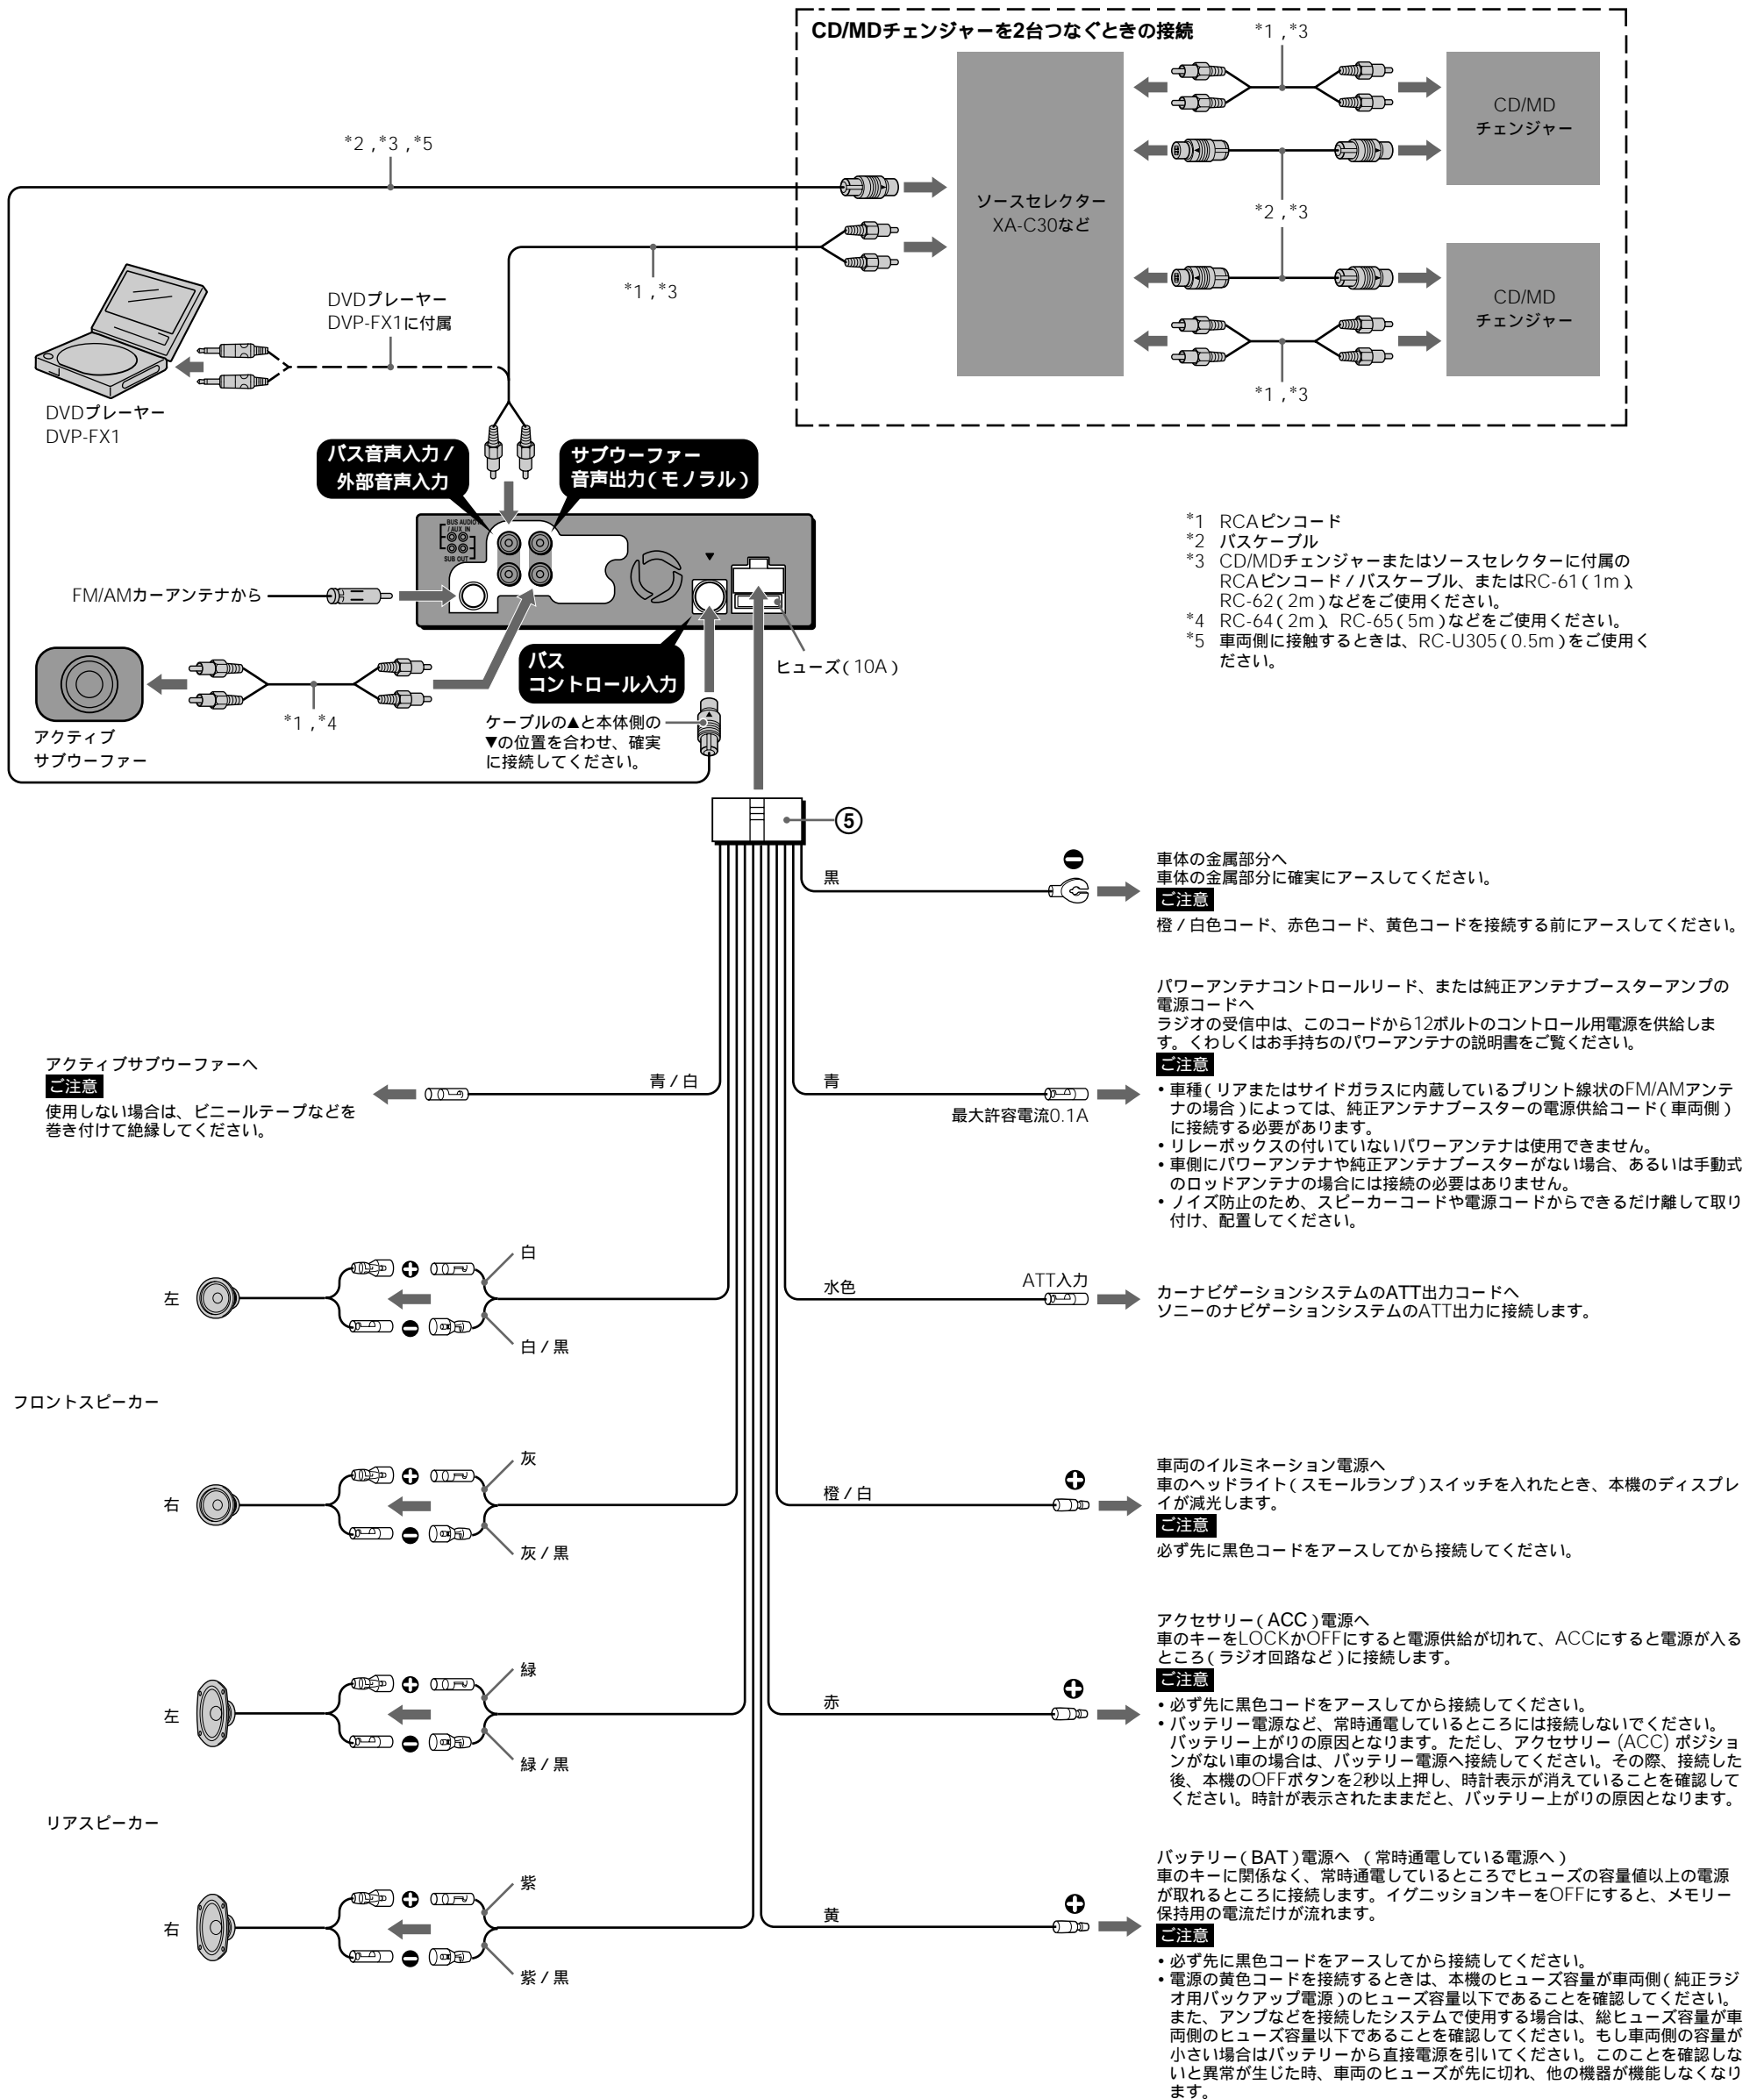 CD/MDチェンジャーを2台つなぐときの接続
*1 , *3
CD/MD
チェンジャー
*2 , *3 , *5
ソースセレクター
XA-C30など
*2 , *3
*1 , *3
CD/MD
チェンジャー
*1 , *3
DVDプレーヤー
DVP-FX1に付属
DVDプレーヤー
DVP-FX1
バス音声入力 /
外部音声入力
サブウーファー
音声出力(モノラル)
BUS AUDIO
/ AUX IN
SUB OUT
FM/AMカーアンテナから
バス
コントロール入力
ヒューズ(10A)
*1 , *4
アクティブ
サブウーファー
ケーブルの▲と本体側の
▼の位置を合わせ、確実
に接続してください。
*1 RCAピンコード
*2 バスケーブル
*3 CD/MDチェンジャーまたはソースセレクターに付属の
RCAピンコード / バスケーブル、またはRC-61(1m)、
RC-62(2m)などをご使用ください。
*4 RC-64(2m)、RC-65(5m)などをご使用ください。
*5 車両側に接触するときは、RC-U305(0.5m)をご使用く
ださい。
⑤
黒
車体の金属部分へ
車体の金属部分に確実にアースしてください。
ご注意
橙 / 白色コード、赤色コード、黄色コードを接続する前にアースしてください。
アクティブサブウーファーへ
ご注意
使用しない場合は、ビニールテープなどを
巻き付けて絶縁してください。
青 / 白
青
最大許容電流0.1A
パワーアンテナコントロールリード、または純正アンテナブースターアンプの
電源コードへ
ラジオの受信中は、このコードから12ボルトのコントロール用電源を供給しま
す。くわしくはお手持ちのパワーアンテナの説明書をご覧ください。
ご注意
• 車種(リアまたはサイドガラスに内蔵しているプリント線状のFM/AMアンテ
ナの場合)によっては、純正アンテナブースターの電源供給コード(車両側)
に接続する必要があります。
• リレーボックスの付いていないパワーアンテナは使用できません。
• 車側にパワーアンテナや純正アンテナブースターがない場合、あるいは手動式
のロッドアンテナの場合には接続の必要はありません。
• ノイズ防止のため、スピーカーコードや電源コードからできるだけ離して取り
付け、配置してください。
左
白
白 / 黒
水色
ATT入力
カーナビゲーションシステムのATT出力コードへ
ソニーのナビゲーションシステムのATT出力に接続します。
フロントスピーカー
右
灰
灰 / 黒
橙 / 白
車両のイルミネーション電源へ
車のヘッドライト(スモールランプ)スイッチを入れたとき、本機のディスプレ
イが減光します。
ご注意
必ず先に黒色コードをアースしてから接続してください。
左
緑
緑 / 黒
赤
アクセサリー(ACC)電源へ
車のキーをLOCKかOFFにすると電源供給が切れて、ACCにすると電源が入る
ところ(ラジオ回路など)に接続します。
ご注意
• 必ず先に黒色コードをアースしてから接続してください。
• バッテリー電源など、常時通電しているところには接続しないでください。
バッテリー上がりの原因となります。ただし、アクセサリー (ACC) ポジショ
ンがない車の場合は、バッテリー電源へ接続してください。その際、接続した
後、本機のOFFボタンを2秒以上押し、時計表示が消えていることを確認して
ください。時計が表示されたままだと、バッテリー上がりの原因となります。
リアスピーカー
右
紫
紫 / 黒
黄
バッテリー(BAT)電源へ (常時通電している電源へ)
車のキーに関係なく、常時通電しているところでヒューズの容量値以上の電源
が取れるところに接続します。イグニッションキーをOFFにすると、メモリー
保持用の電流だけが流れます。
ご注意
• 必ず先に黒色コードをアースしてから接続してください。
• 電源の黄色コードを接続するときは、本機のヒューズ容量が車両側(純正ラジ
オ用バックアップ電源)のヒューズ容量以下であることを確認してください。
また、アンプなどを接続したシステムで使用する場合は、総ヒューズ容量が車
両側のヒューズ容量以下であることを確認してください。もし車両側の容量が
小さい場合はバッテリーから直接電源を引いてください。このことを確認しな
いと異常が生じた時、車両のヒューズが先に切れ、他の機器が機能しなくなり
ます。